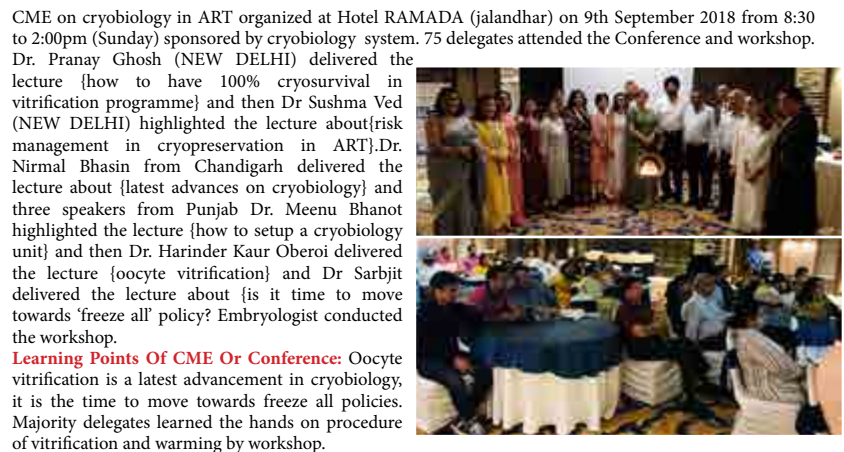 CME on cryobiology in ART organized at Hotel RAMADA (jalandhar) on 9th September 2018 from 8:30
to 2:00pm (Sunday) sponsored by cryobiology system. 75 delegates attended the Conference and workshop.
Dr. Pranay Ghosh (NEW DELHI) delivered the
lecture {how to have 100% cryosurvival in
vitrification programme} and then Dr Sushma Ved
(NEW DELHI) highlighted the lecture about{risk
management in cryopreservation in ART}.Dr.
Nirmal Bhasin from Chandigarh delivered the
lecture about {latest advances on cryobiology} and
three speakers from Punjab Dr. Meenu Bhanot
highlighted the lecture {how to setup a cryobiology
unit} and then Dr. Harinder Kaur Oberoi delivered
the lecture {oocyte vitrification} and Dr Sarbjit
delivered the lecture about {is it time to move
towards ‘freeze all’ policy? Embryologist conducted
the workshop.
Learning Points Of CME Or Conference: Oocyte
vitrification is a latest advancement in cryobiology,
it is the time to move towards freeze all policies.
Majority delegates learned the hands on procedure
of vitrification and warming by workshop.